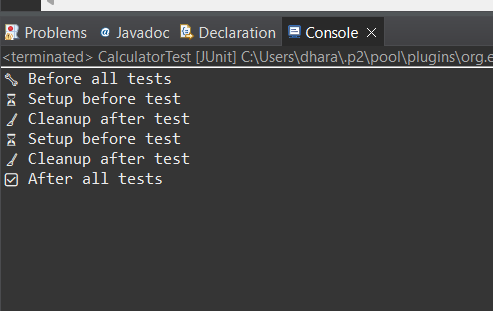 Problems @ Javadoc Declaration Console ×
<terminated> CalculatorTest [JUnit] C:\Users\dhara\.p2\pool\plugins\org.e
🔧 Before all tests
⏳ Setup before test
🧹 Cleanup after test
⏳ Setup before test
🧹 Cleanup after test
☑ After all tests